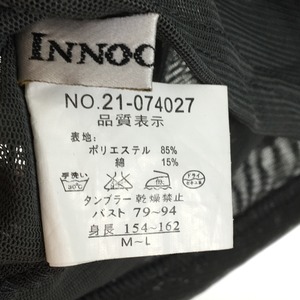 INNOC
NO.21-074027
品質表示
表地:
ポリエステル 85%
綿 15%
手洗い ドライ
30℃
タンブラー乾燥禁止
バスト 79~94
身長 154~162
M~L